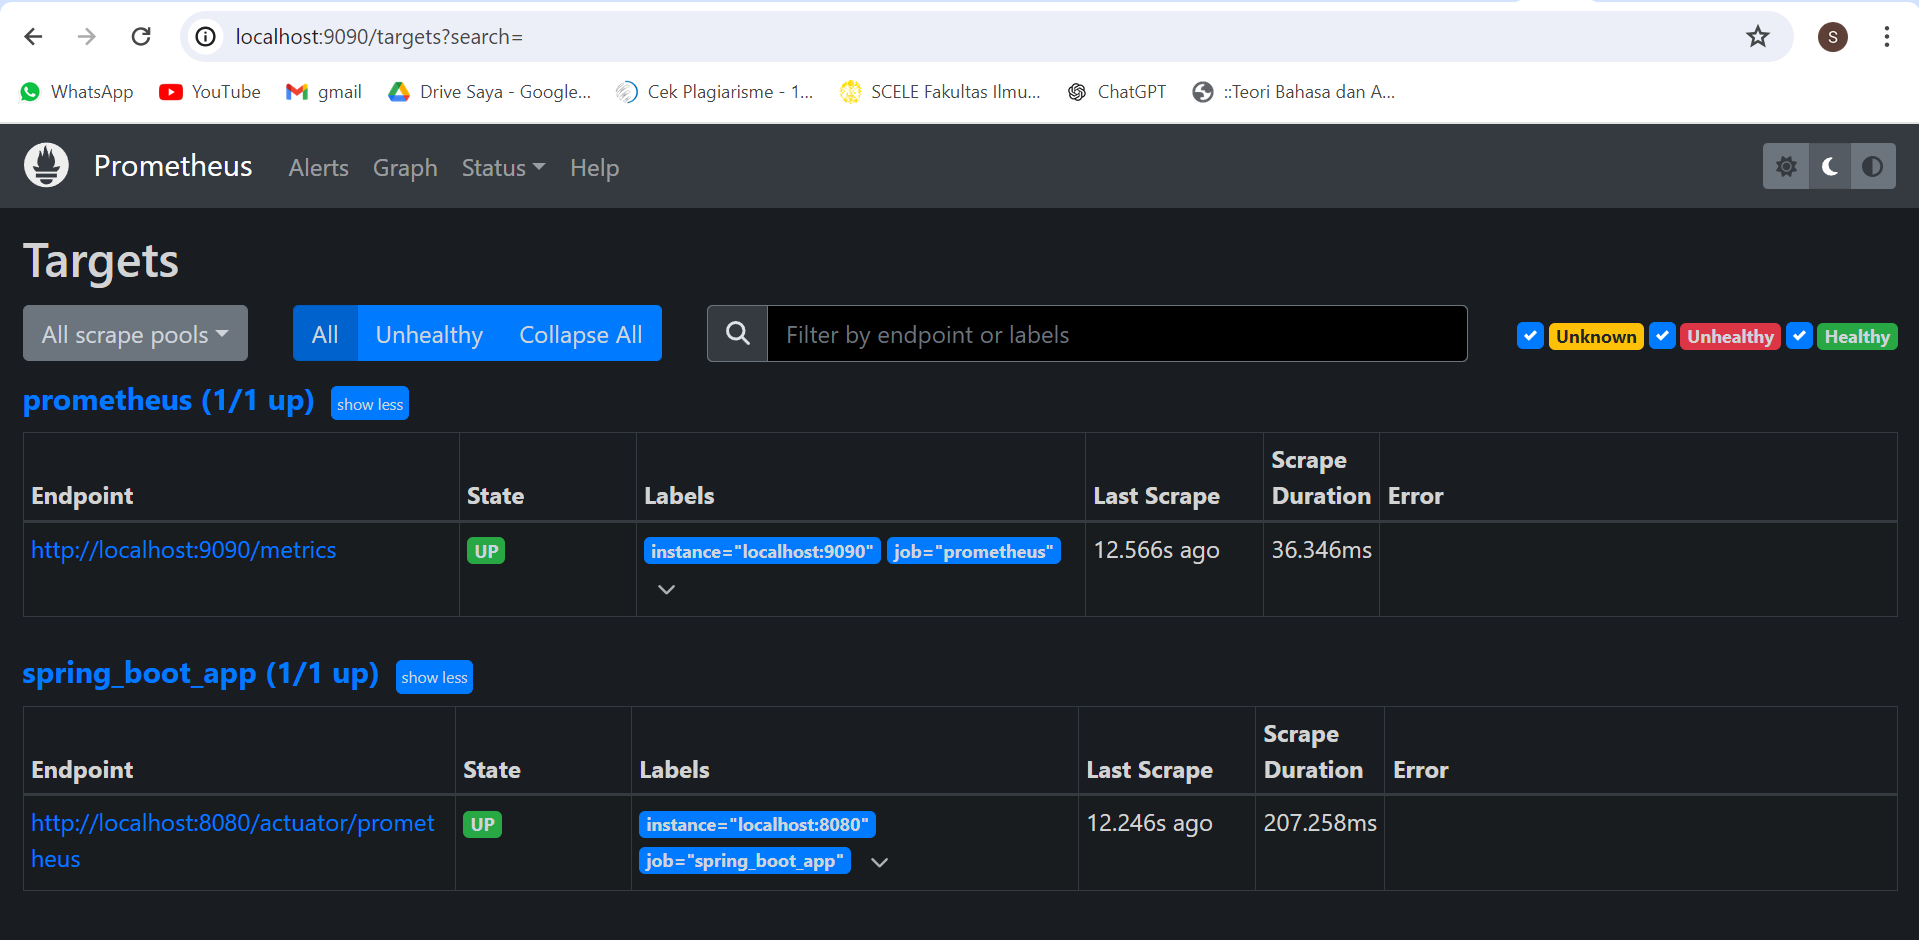 localhost:9090/targets?search=
S
WhatsApp YouTube gmail Drive Saya - Google... Cek Plagiarisme - 1... SCELE Fakultas Ilmu... ChatGPT ::Teori Bahasa dan A...
Prometheus Alerts Graph Status Help
Targets
All scrape pools All Unhealthy Collapse All Filter by endpoint or labels Unknown Unhealthy Healthy
prometheus (1/1 up) show less
Endpoint State Labels Last Scrape Scrape Duration Error
http://localhost:9090/metrics UP instance="localhost:9090" job="prometheus" 12.566s ago 36.346ms
spring_boot_app (1/1 up) show less
Endpoint State Labels Last Scrape Scrape Duration Error
http://localhost:8080/actuator/promet UP instance="localhost:8080" 12.246s ago 207.258ms
heus job="spring_boot_app"